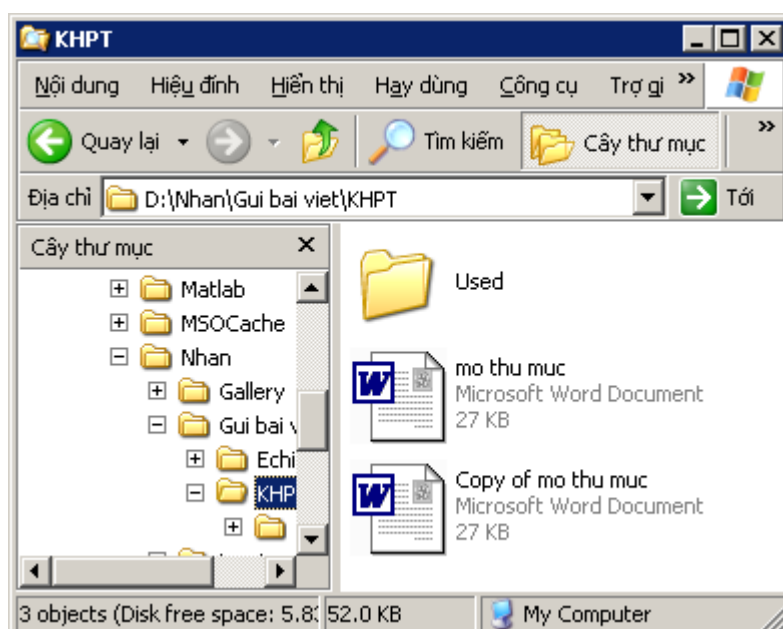 KHPT
Nội dung Hiệu đính Hiển thị Hay dùng Công cụ Trợ gi »
Quay lại Tìm kiếm Cây thư mục »
Địa chỉ D:\Nhan\Gui bai viet\KHPT Tới
Cây thư mục
Matlab
MSOCache
Nhan
Gallery
Gui bai
Echi
KHP
Used
mo thu muc
Microsoft Word Document
27 KB
Copy of mo thu muc
Microsoft Word Document
27 KB
3 objects (Disk free space: 5.8 52.0 KB My Computer